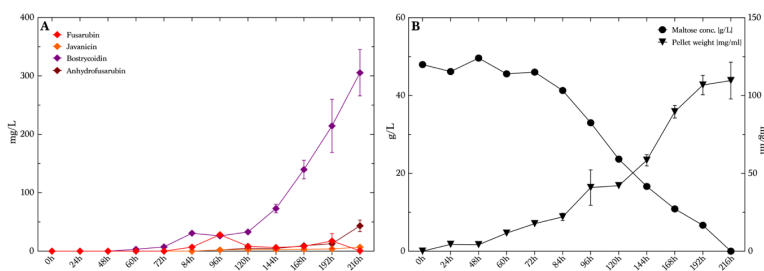 A
Fusarubin
Javanicin
Bostrycoidin
Anhydrofusarubin
mg/L
400
300
200
100
0
0h 24h 48h 60h 72h 84h 96h 120h 144h 168h 192h 216h
B
Maltose conc. [g/L]
Pellet weight [mg/ml]
g/L
60
40
20
0
150
100
50
0
mg/ml
0h 24h 48h 60h 72h 84h 96h 120h 144h 168h 192h 216h